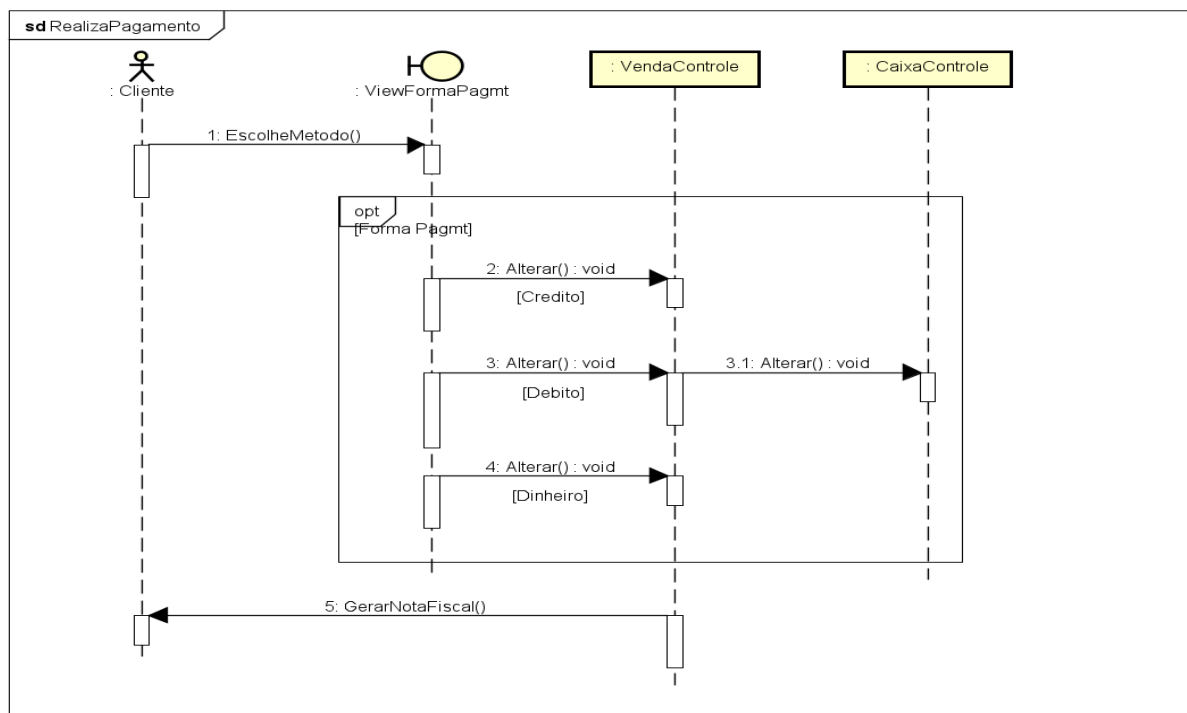 sd RealizaPagamento
: Cliente
: ViewFormaPagmt
: VendaControle
: CaixaControle
1: EscolheMetodo()
opt
[Forma Pagmt]
2: Alterar() : void
[Credito]
3: Alterar() : void
3.1: Alterar() : void
[Debito]
4: Alterar() : void
[Dinheiro]
5: GerarNotaFiscal()